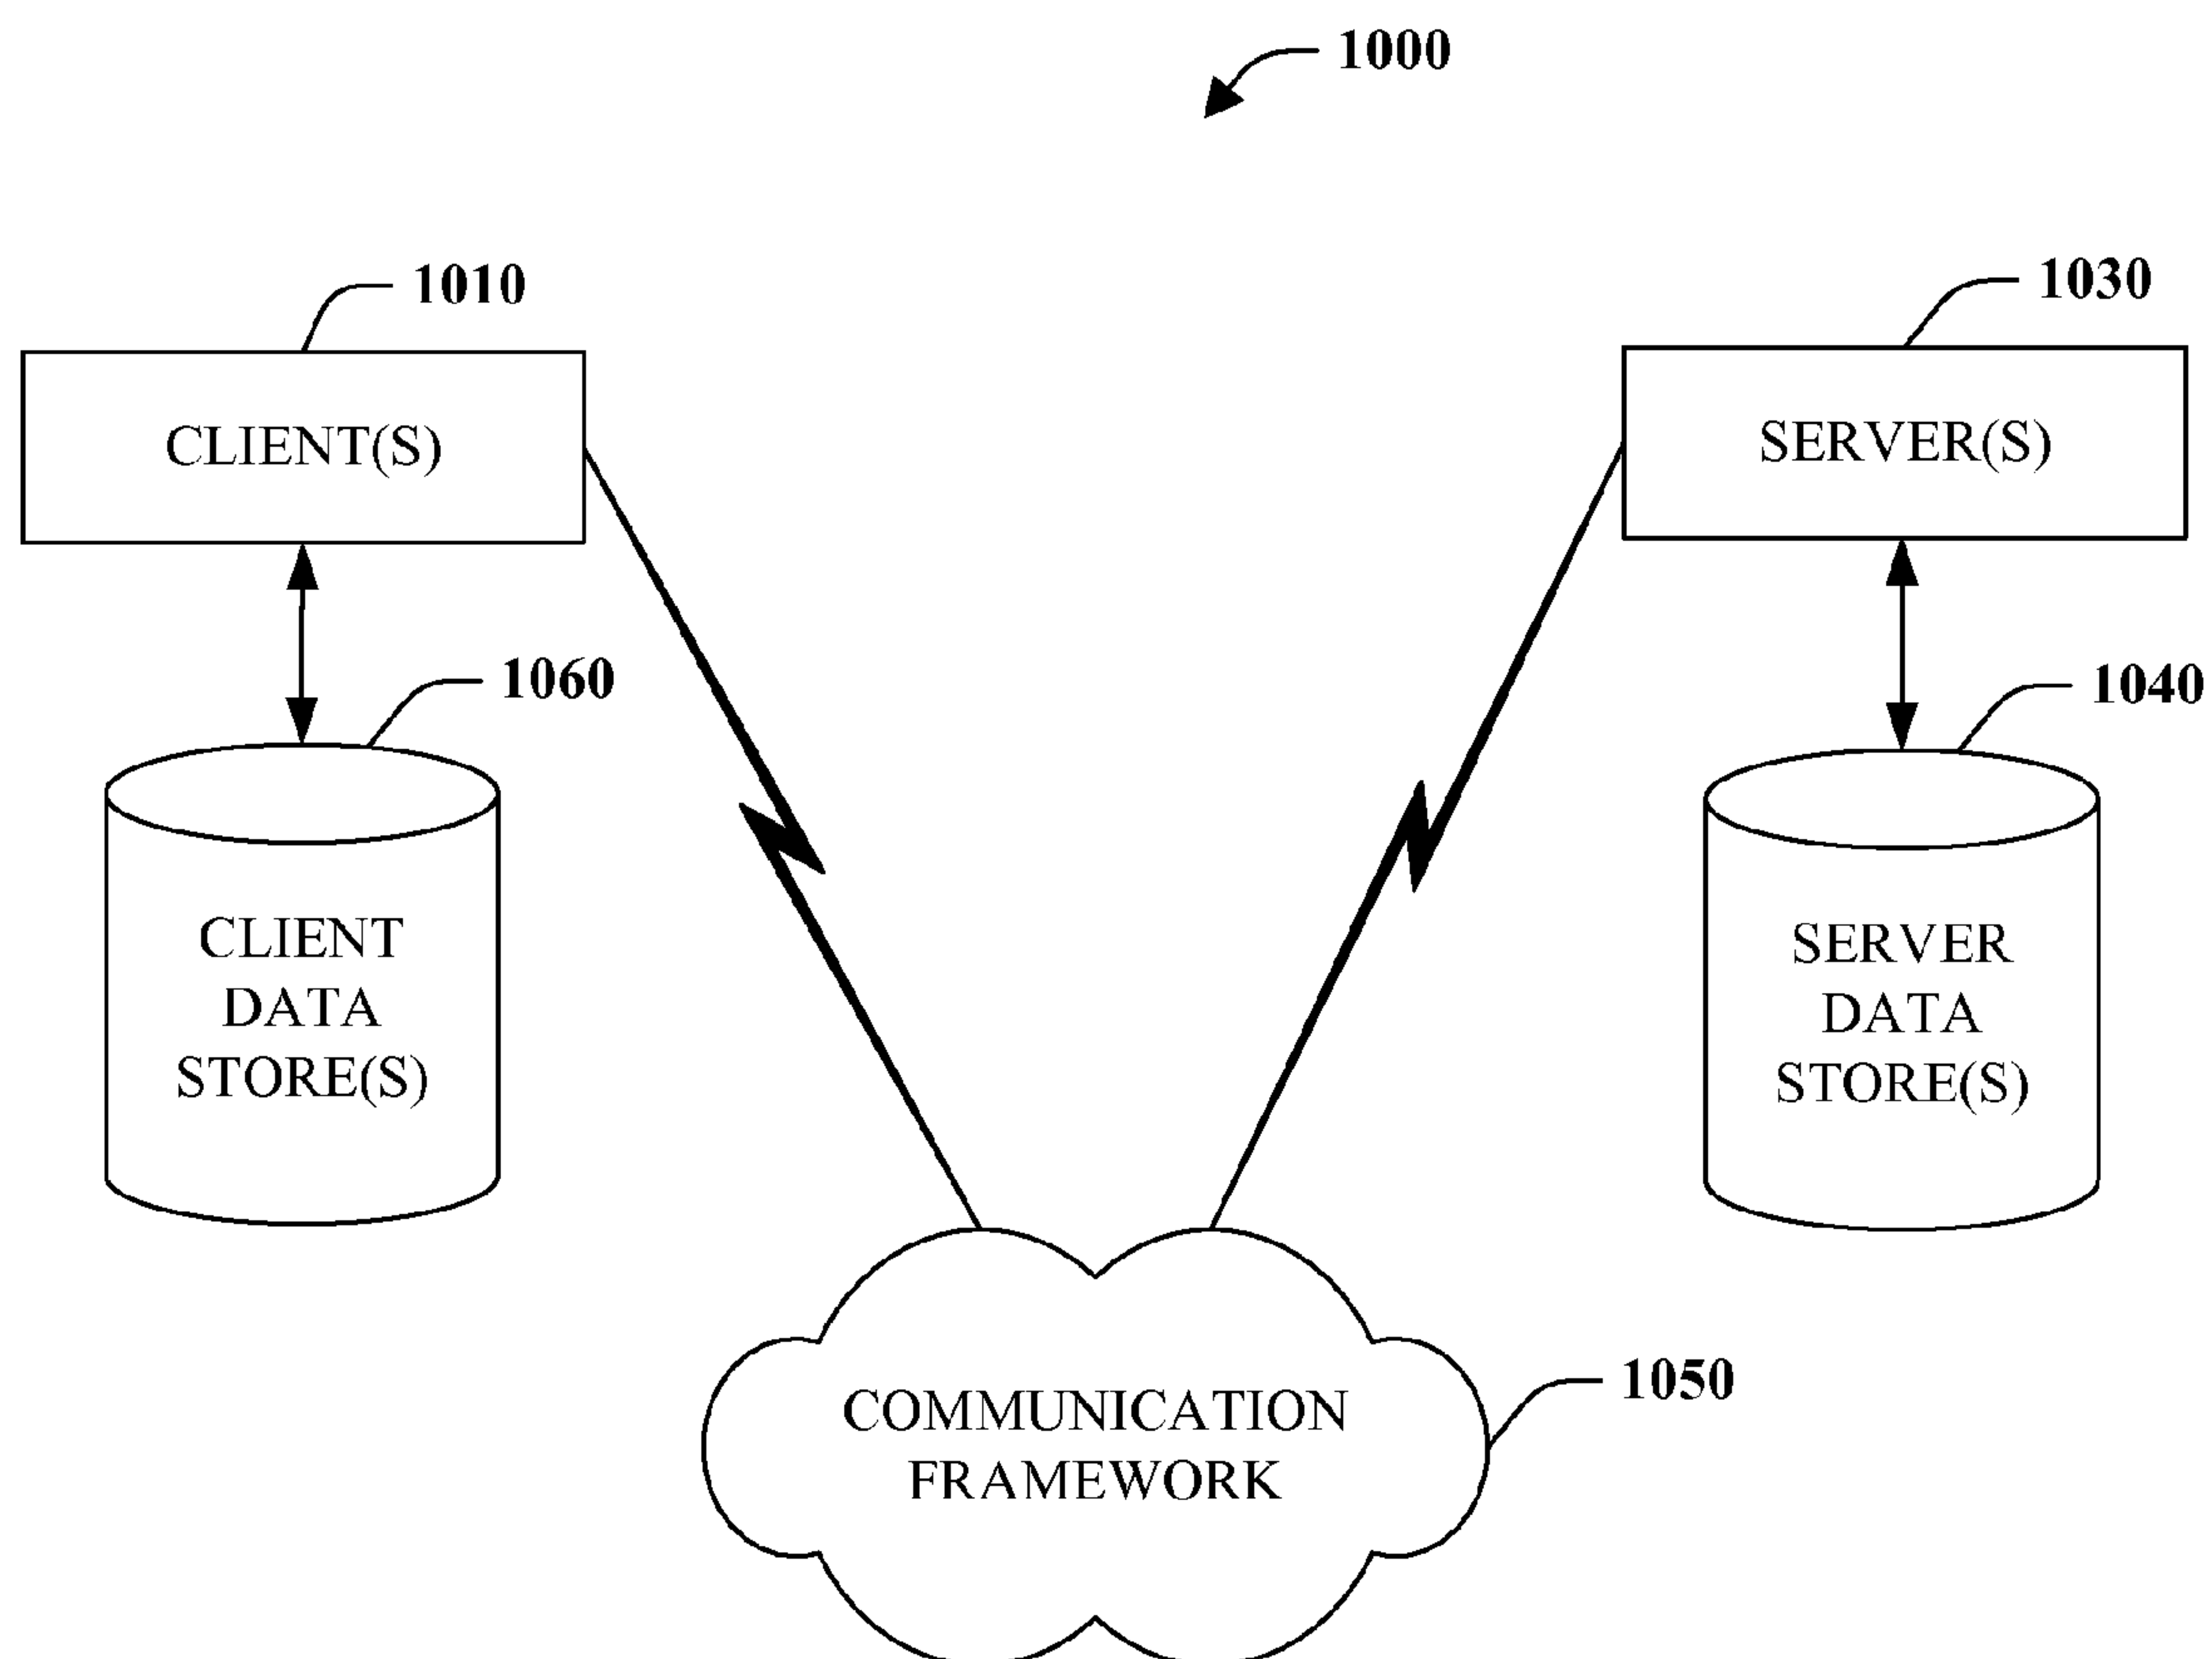 1000
1010
1030
CLIENT(S)
SERVER(S)
1060
1040
CLIENT
DATA
STORE(S)
SERVER
DATA
STORE(S)
COMMUNICATION
FRAMEWORK
1050